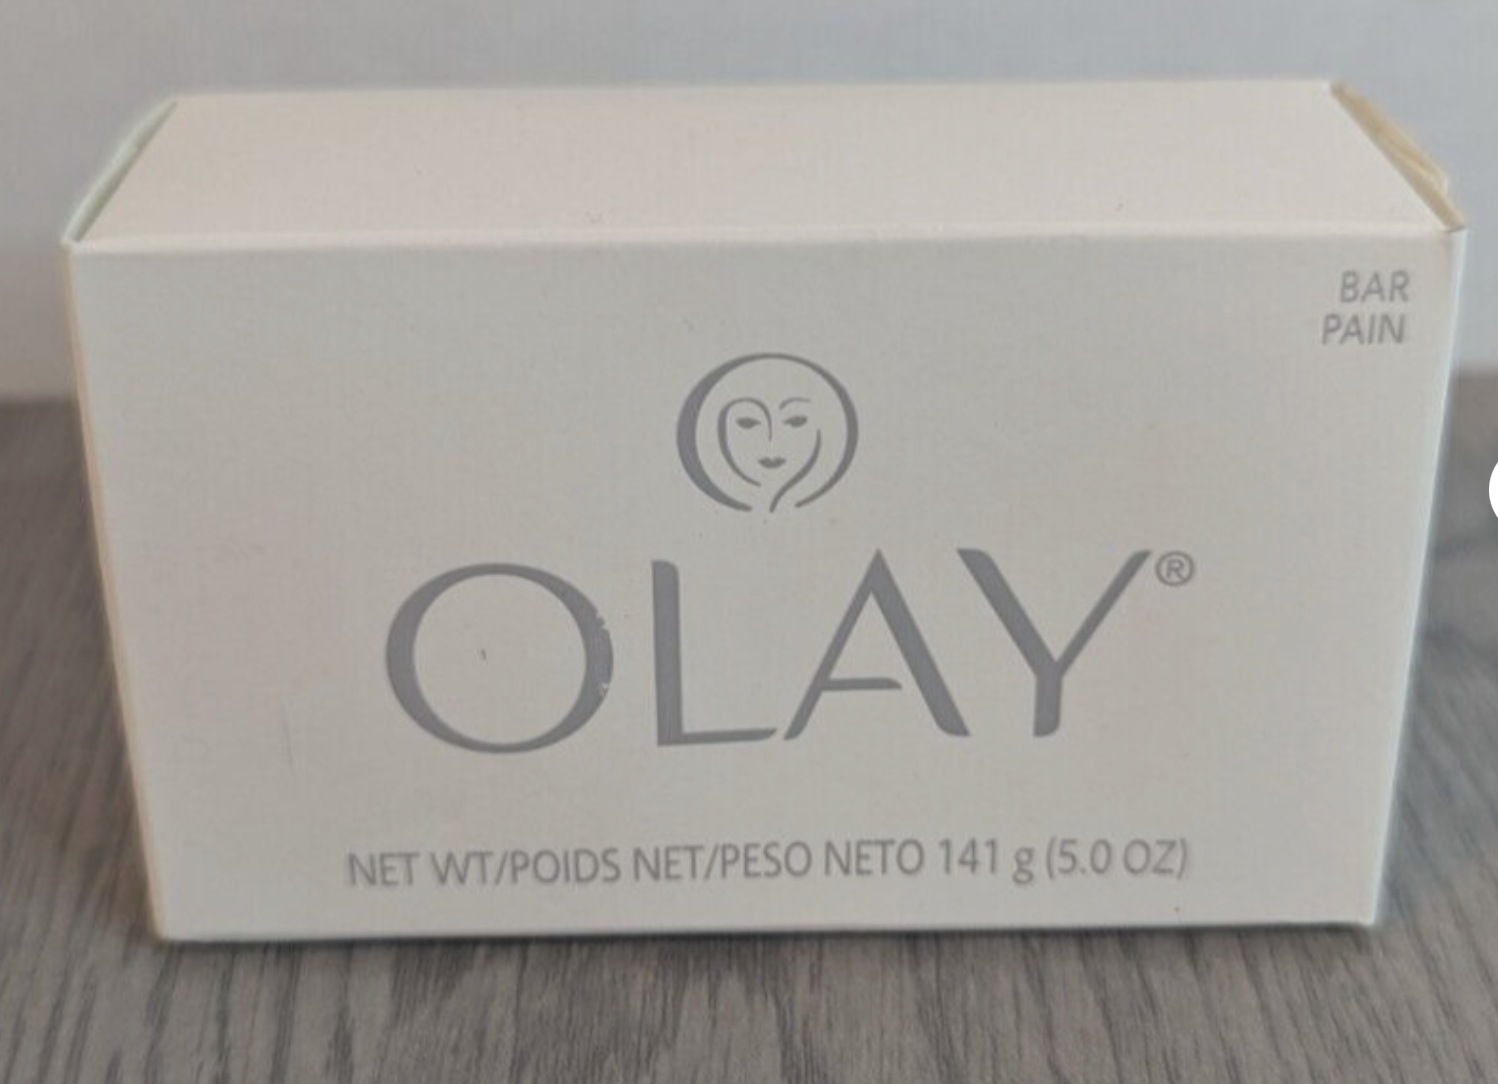 BAR
PAIN
OLAY®
NET WT/POIDS NET/PESO NETO 141 g (5.0 OZ)